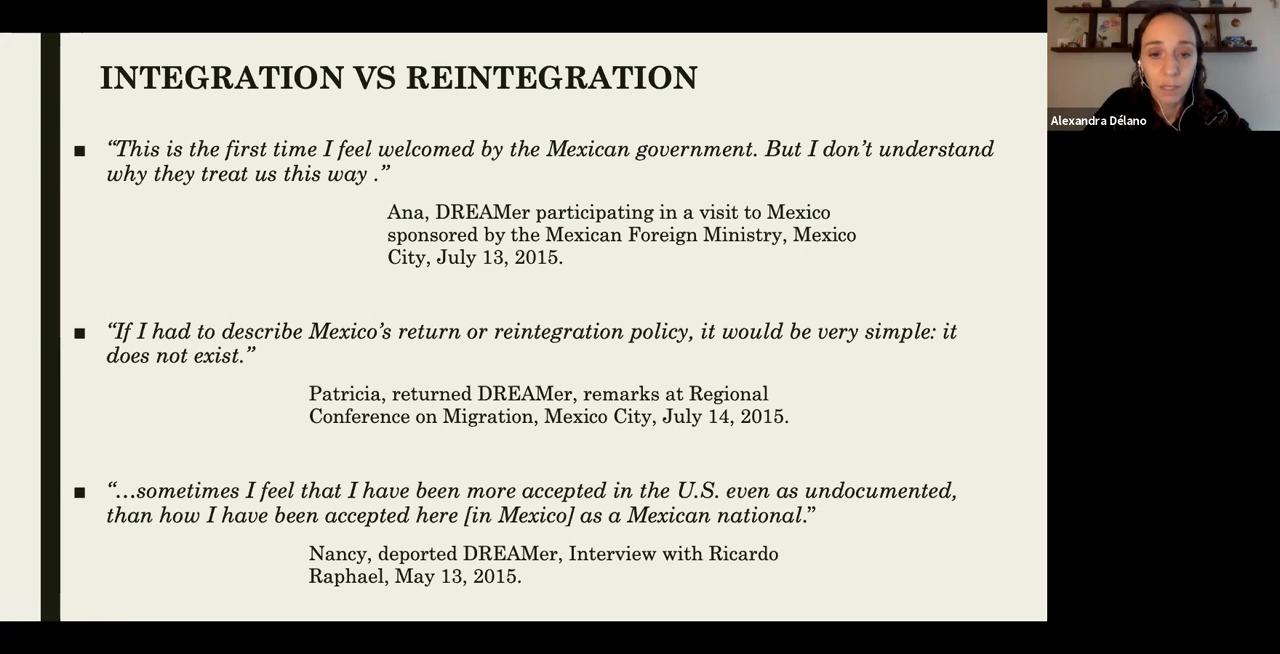 INTEGRATION VS REINTEGRATION
Alexandra Délano
▪ “This is the first time I feel welcomed by the Mexican government. But I don’t understand
why they treat us this way .”
Ana, DREAMer participating in a visit to Mexico
sponsored by the Mexican Foreign Ministry, Mexico
City, July 13, 2015.
▪ “If I had to describe Mexico’s return or reintegration policy, it would be very simple: it
does not exist.”
Patricia, returned DREAMer, remarks at Regional
Conference on Migration, Mexico City, July 14, 2015.
▪ “…sometimes I feel that I have been more accepted in the U.S. even as undocumented,
than how I have been accepted here [in Mexico] as a Mexican national.”
Nancy, deported DREAMer, Interview with Ricardo
Raphael, May 13, 2015.